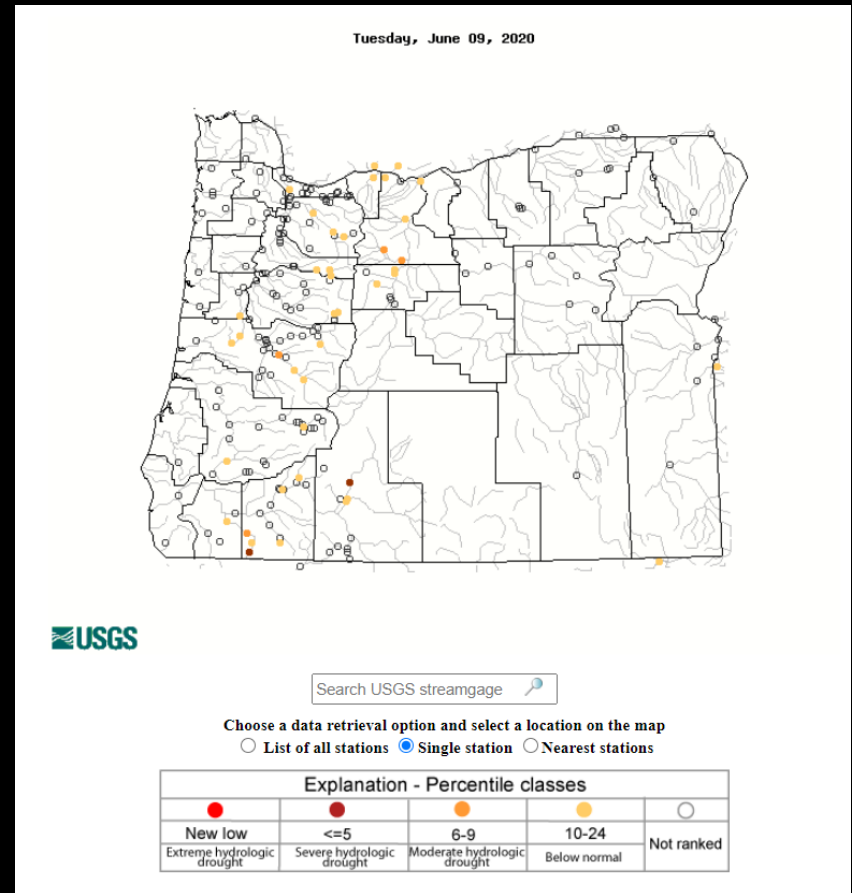 Tuesday, June 09, 2020
USGS
Search USGS streamgage
Choose a data retrieval option and select a location on the map
List of all stations Single station Nearest stations
Explanation - Percentile classes
New low <=5 6-9 10-24 Not ranked
Extreme hydrologic drought Severe hydrologic drought Moderate hydrologic drought Below normal